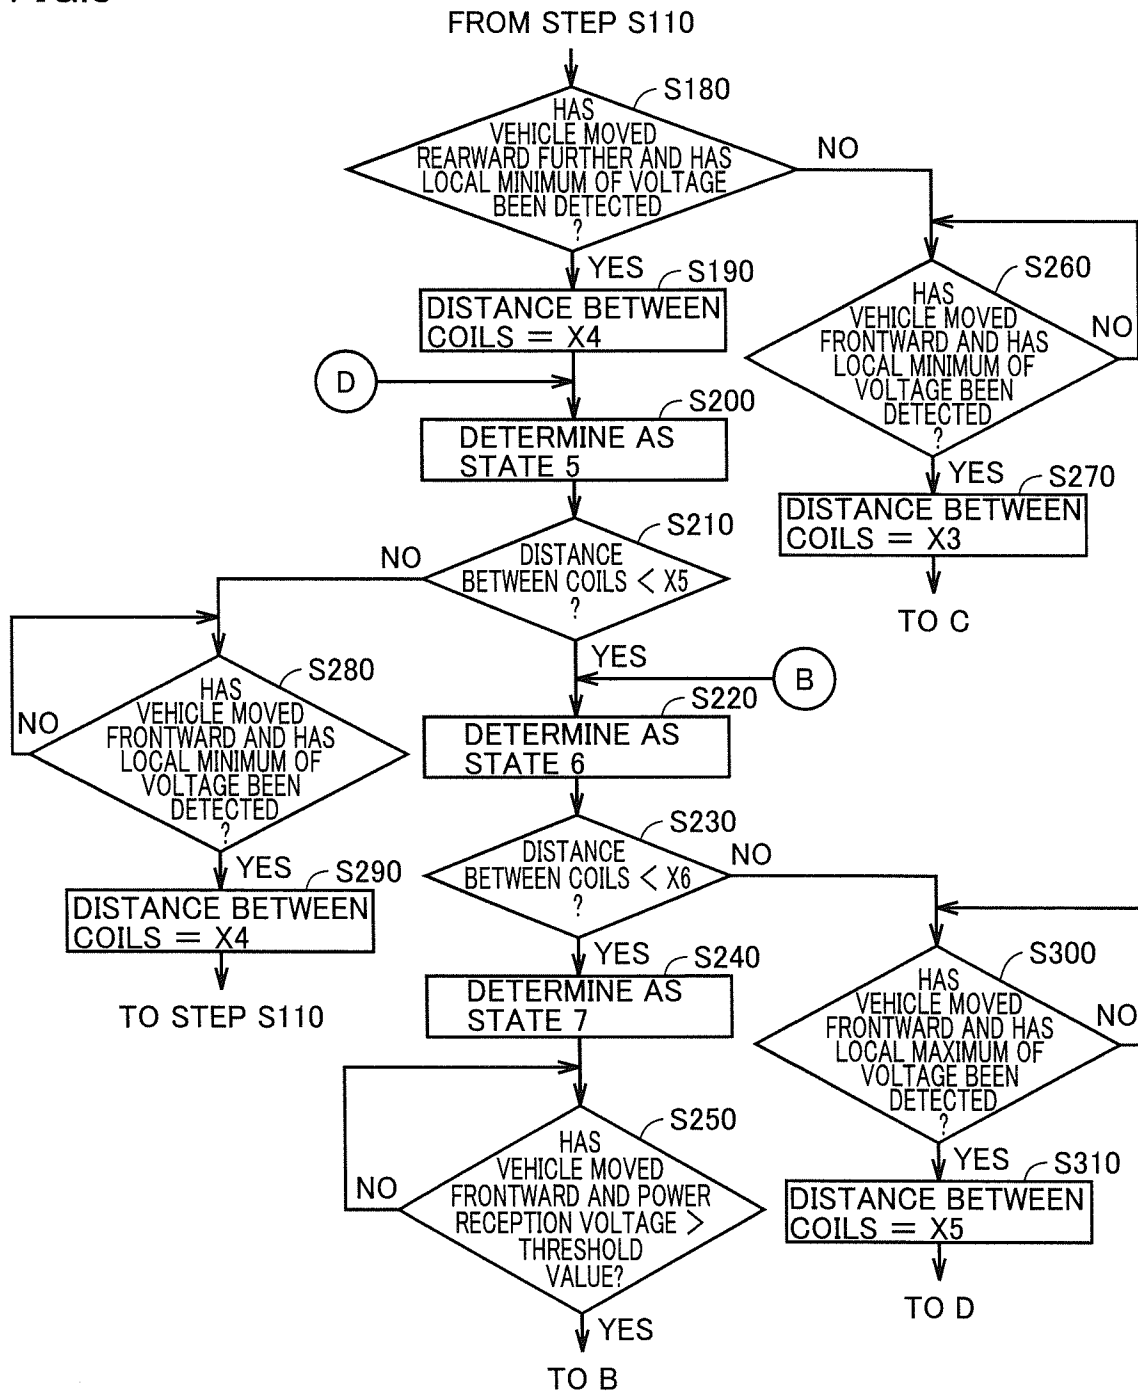 FROM STEP S110
S180
HAS
VEHICLE MOVED
REARWARD FURTHER AND HAS
LOCAL MINIMUM OF VOLTAGE
BEEN DETECTED
?
NO
YES
S190
DISTANCE BETWEEN
COILS = X4
S260
HAS
VEHICLE MOVED
FRONTWARD AND HAS
LOCAL MINIMUM OF
VOLTAGE BEEN
DETECTED
?
NO
YES
S270
DISTANCE BETWEEN
COILS = X3
TO C
D
S200
DETERMINE AS
STATE 5
S210
DISTANCE
BETWEEN COILS < X5
?
NO
YES
B
S280
HAS
VEHICLE MOVED
FRONTWARD AND HAS
LOCAL MINIMUM OF
VOLTAGE BEEN
DETECTED
?
NO
YES
S290
DISTANCE BETWEEN
COILS = X4
TO STEP S110
S220
DETERMINE AS
STATE 6
S230
DISTANCE
BETWEEN COILS < X6
?
NO
YES
S240
DETERMINE AS
STATE 7
S300
HAS
VEHICLE MOVED
FRONTWARD AND HAS
LOCAL MAXIMUM OF
VOLTAGE BEEN
DETECTED
?
NO
YES
S310
DISTANCE BETWEEN
COILS = X5
TO D
S250
HAS
VEHICLE MOVED
FRONTWARD AND POWER
RECEPTION VOLTAGE >
THRESHOLD
VALUE?
NO
YES
TO B